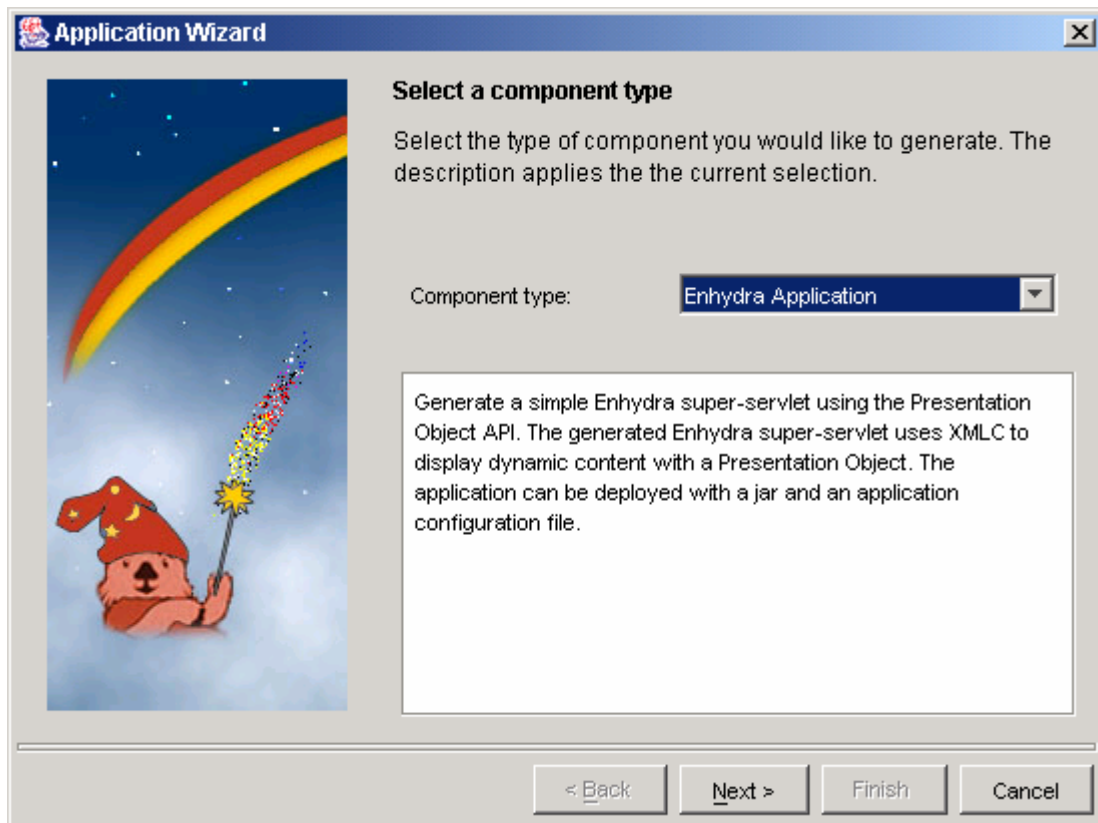 Application Wizard
Select a component type
Select the type of component you would like to generate. The
description applies the the current selection.
Component type:
Enhydra Application
Generate a simple Enhydra super-servlet using the Presentation
Object API. The generated Enhydra super-servlet uses XMLC to
display dynamic content with a Presentation Object. The
application can be deployed with a jar and an application
configuration file.
< Back
Next >
Finish
Cancel